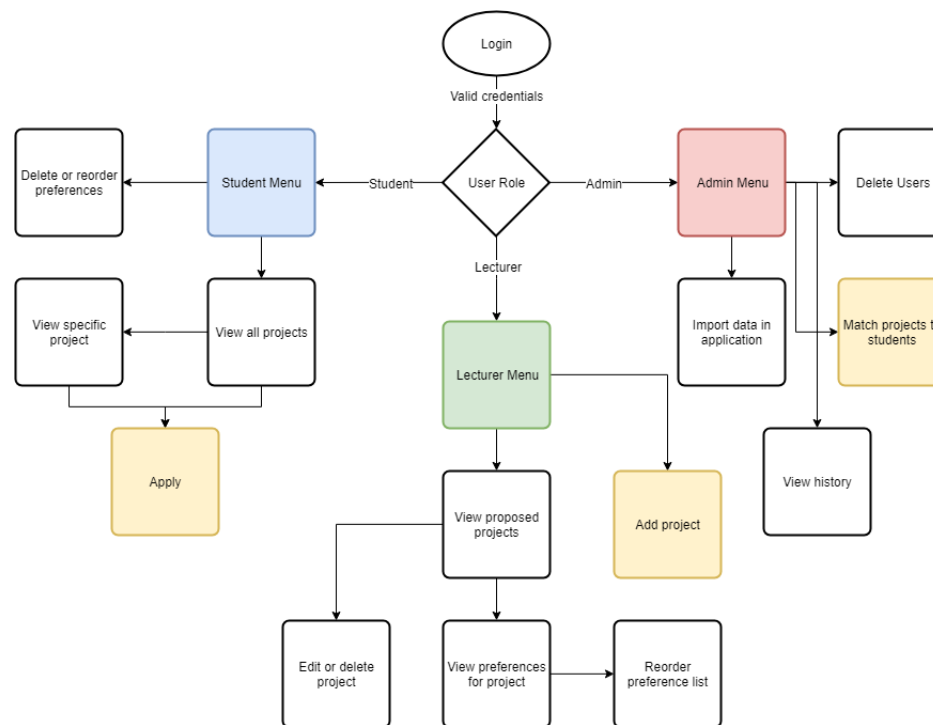 Login
Valid credentials
Delete or reorder
preferences
Student Menu
Student
User Role
Admin
Admin Menu
Delete Users
Lecturer
View specific
project
View all projects
Lecturer Menu
Import data in
application
Match projects t
students
Apply
View proposed
projects
Add project
View history
Edit or delete
project
View preferences
for project
Reorder
preference list